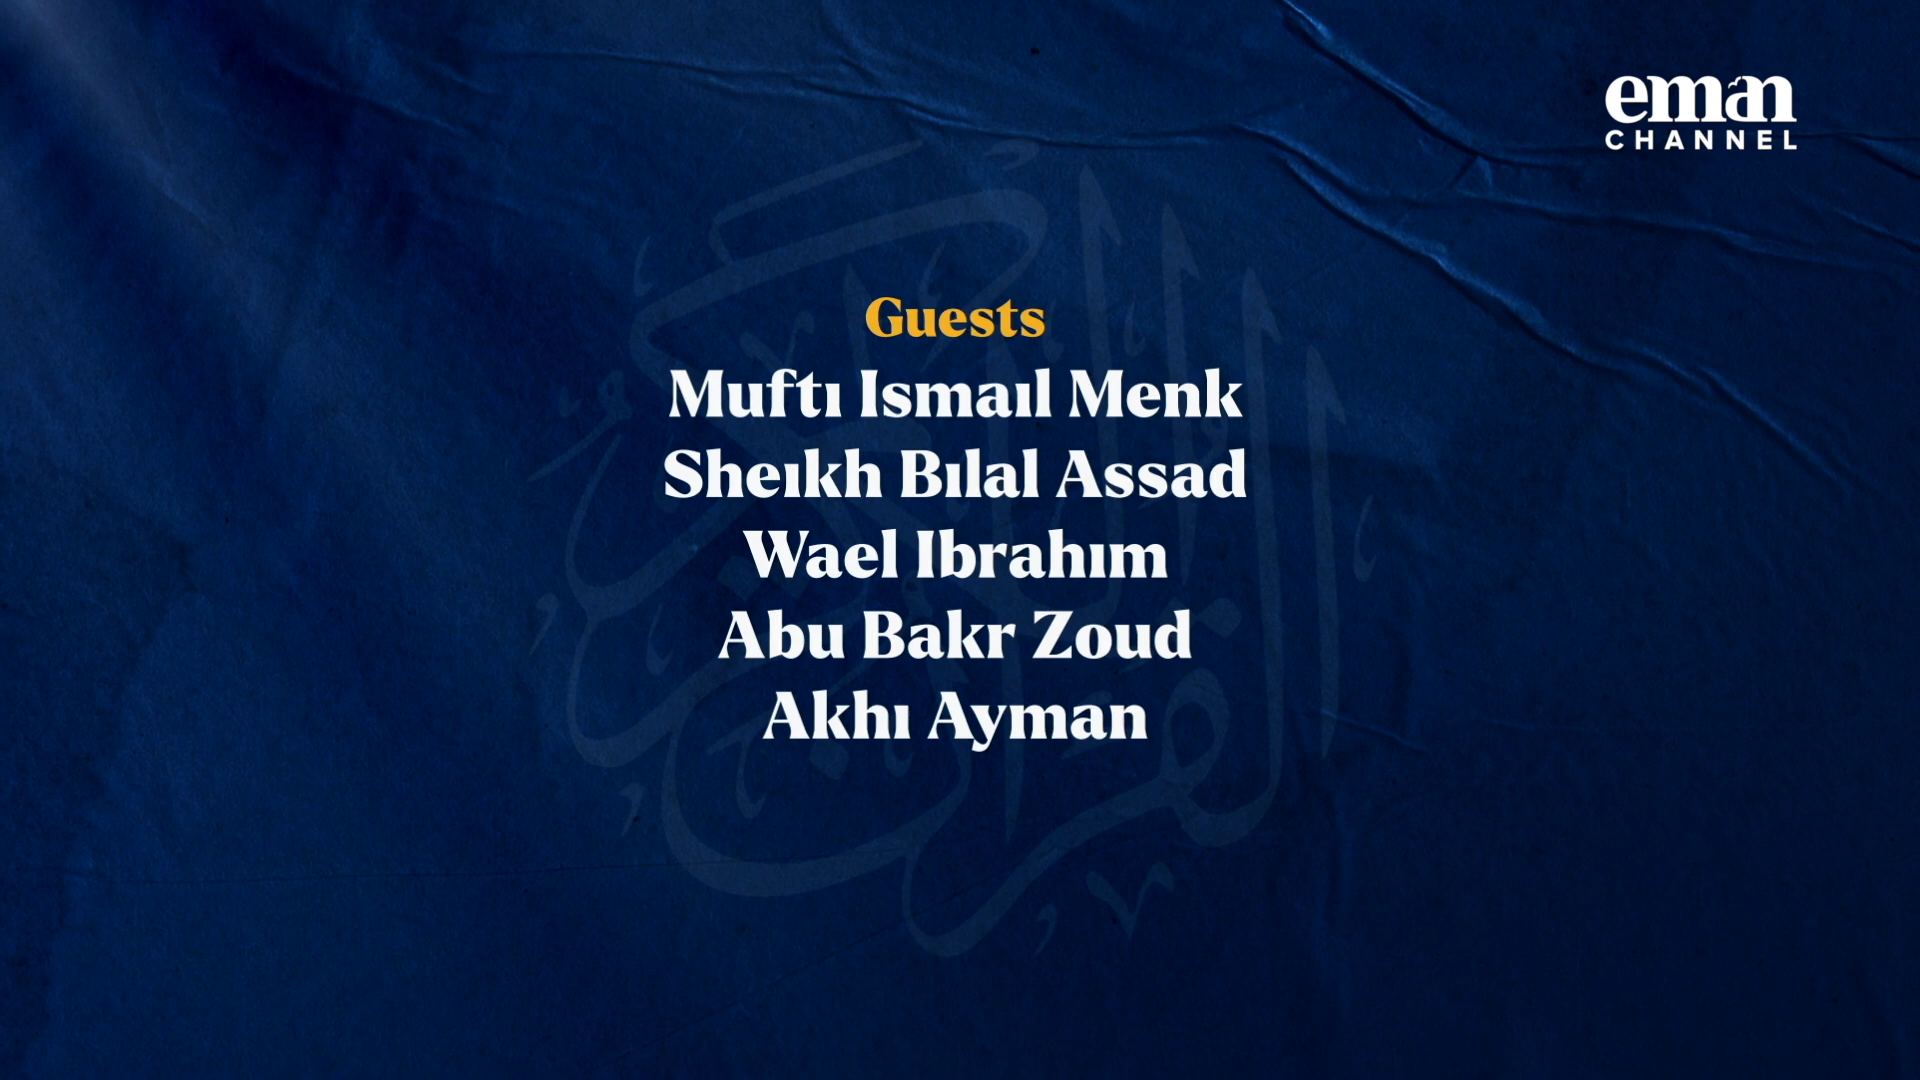 eman
CHANNEL
Guests
Muftı Ismaıl Menk
Sheıkh Bılal Assad
Wael Ibrahım
Abu Bakr Zoud
Akhı Ayman